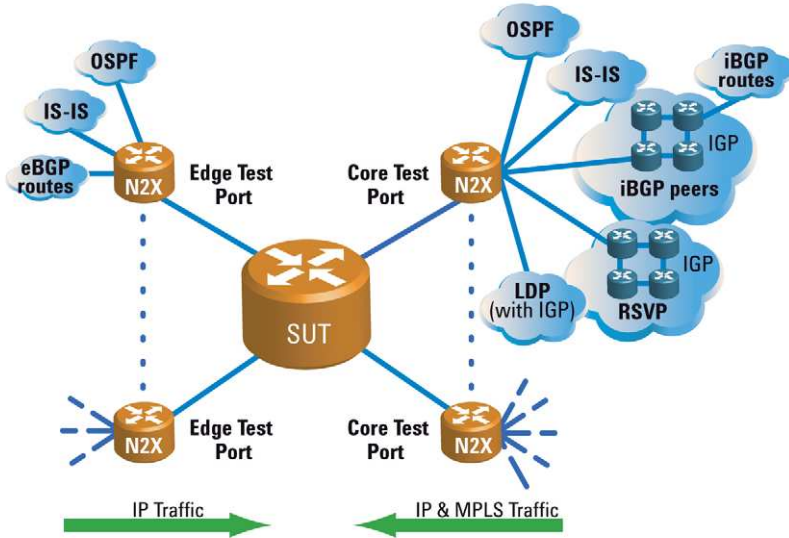 OSPF
IS-IS
eBGP
routes
N2X
Edge Test
Port
OSPF
IS-IS
iBGP
routes
IGP
iBGP peers
Core Test
Port
N2X
IGP
RSVP
LDP
(with IGP)
SUT
N2X
Edge Test
Port
Core Test
Port
N2X
IP Traffic
IP & MPLS Traffic